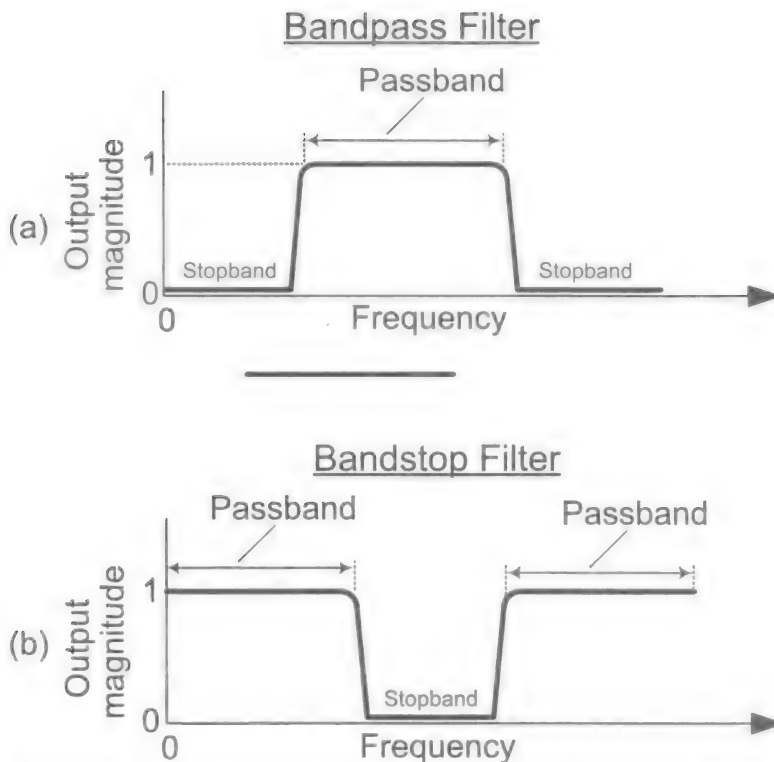 Bandpass Filter
Passband
1
(a)
Output
magnitude
Stopband
Stopband
0
0
Frequency
Bandstop Filter
Passband
Passband
1
(b)
Output
magnitude
Stopband
0
0
Frequency